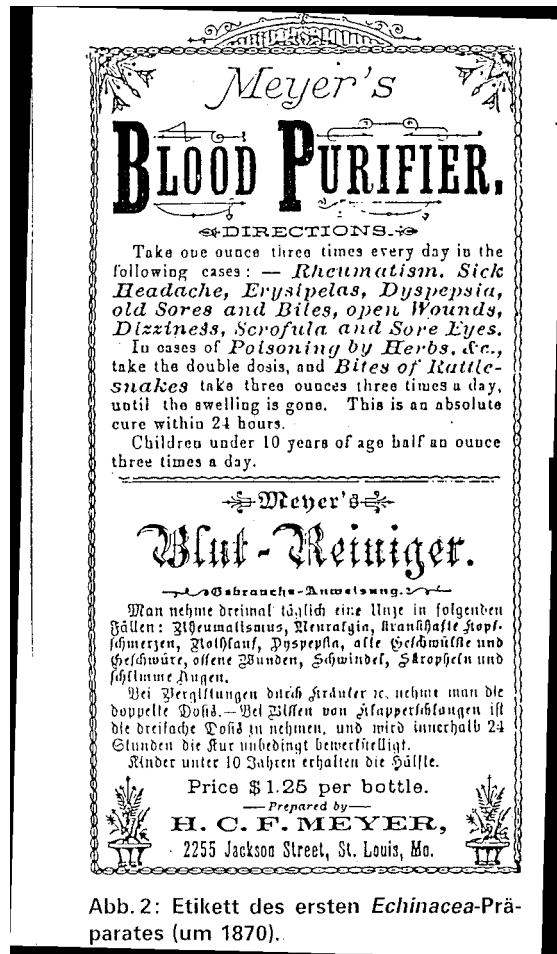 Meyer's
BLOOD PURIFIER.
DIRECTIONS.
Take one ounce three times every day in the
following cases: — Rheumatism, Sick
Headache, Erysipelas, Dyspepsia,
old Sores and Biles, open Wounds,
Dizziness, Scrofula and Sore Eyes.
In cases of Poisoning by Herbs, &c.,
take the double dosis, and Bites of Rattle-
snakes take three ounces three times a day,
until the swelling is gone. This is an absolute
cure within 24 hours.
Children under 10 years of age half an ounce
three times a day.
Meyer's
Blut-Reiniger.
Gebrauchs-Anweisung.
Man nehme dreimal täglich eine Unze in folgenden
Fällen: Rheumatismus, Neuralgia, krankhafte Kopf-
schmerzen, Rothlauf, Dyspepsia, alte Geschwülste und
Geschwüre, offene Wunden, Schwindel, Skropheln und
schlimme Augen.
Bei Vergiftungen durch Kräuter ꝛc. nehme man die
doppelte Dosis.—Bei Bissen von Klapperschlangen ist
die dreifache Dosis zu nehmen, und wird innerhalb 24
Stunden die Kur unbedingt bewerkstelligt.
Kinder unter 10 Jahren erhalten die Hälfte.
Price $1.25 per bottle.
—Prepared by—
H. C. F. MEYER,
2255 Jackson Street, St. Louis, Mo.
Abb. 2: Etikett des ersten Echinacea-Prä-
parates (um 1870).